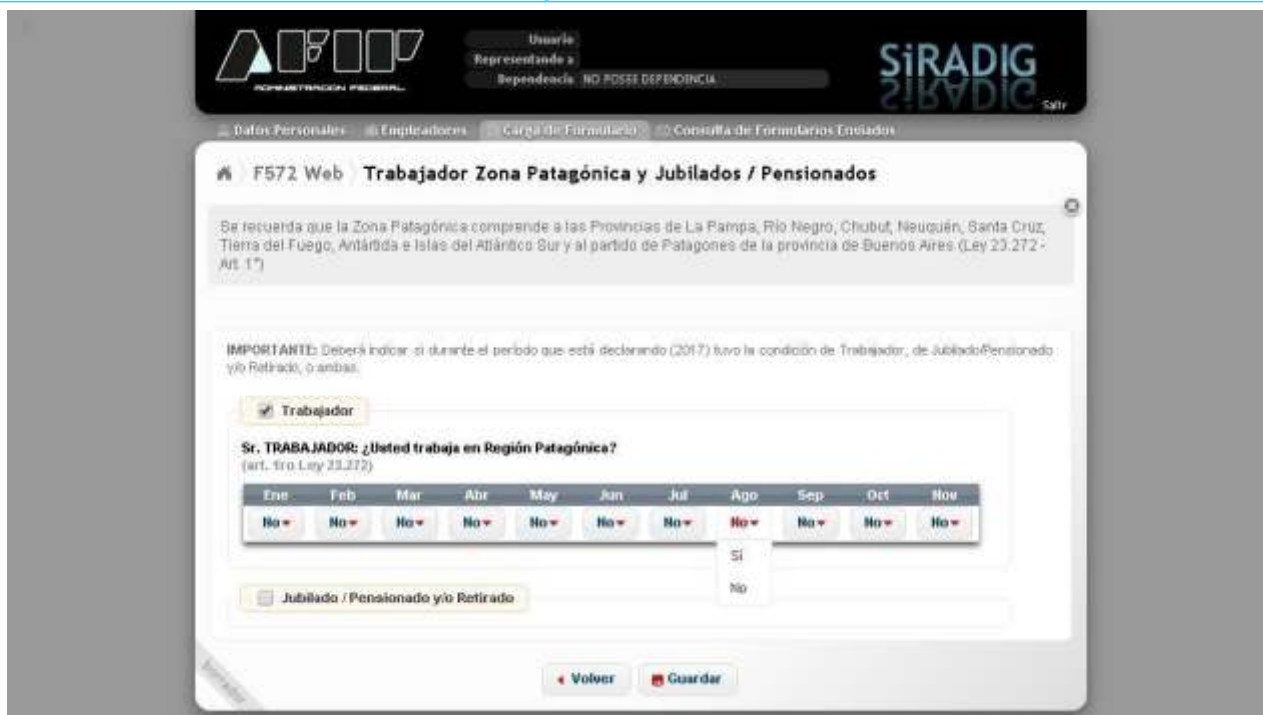 AFIP
ADMINISTRACION FEDERAL
Usuario
Representando a
Dependencia NO POSEE DEPENDENCIA
SiRADIG
Salir
Datos Personales Empleadores Carga de Formulario Consulta de Formularios Enviados
F572 Web Trabajador Zona Patagónica y Jubilados / Pensionados
Se recuerda que la Zona Patagónica comprende a las Provincias de La Pampa, Río Negro, Chubut, Neuquén, Santa Cruz,
Tierra del Fuego, Antártida e Islas del Atlántico Sur y al partido de Patagones de la provincia de Buenos Aires (Ley 23.272 -
Art. 1°)
IMPORTANTE: Deberá indicar si durante el período que está declarando (2017) tuvo la condición de Trabajador, de Jubilado/Pensionado
y/o Retirado, o ambas.
Trabajador
Sr. TRABAJADOR: ¿Usted trabaja en Región Patagónica?
(art. 1ro Ley 23.272)
Ene Feb Mar Abr May Jun Jul Ago Sep Oct Nov
No No No No No No No No No No No
Sí
No
Jubilado / Pensionado y/o Retirado
borrador
Volver Guardar